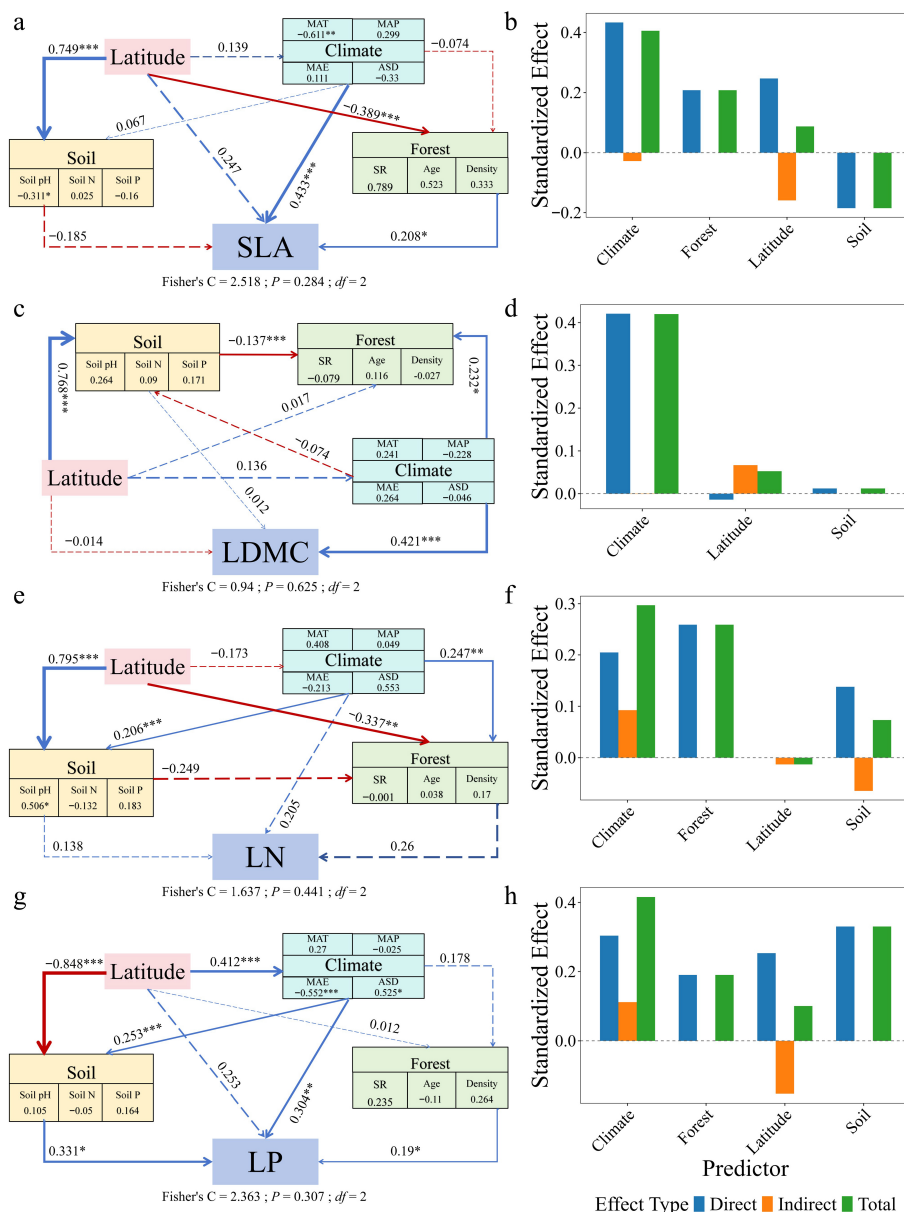 a
0.749***
Latitude
0.139
MAT
−0.611**
MAP
0.299
Climate
MAE
0.111
ASD
−0.33
−0.074
−0.389***
0.067
0.247
0.433***
Soil
Soil pH
−0.311*
Soil N
0.025
Soil P
−0.16
Forest
SR
0.789
Age
0.523
Density
0.333
−0.185
SLA
0.208*
Fisher's C = 2.518 ; P = 0.284 ; df = 2
b
Standardized Effect
0.4
0.2
0.0
−0.2
Climate
Forest
Latitude
Soil
c
Soil
Soil pH
0.264
Soil N
0.09
Soil P
0.171
−0.137***
Forest
SR
−0.079
Age
0.116
Density
−0.027
0.768***
0.232*
0.017
−0.074
Latitude
0.136
MAT
0.241
MAP
−0.228
Climate
MAE
0.264
ASD
−0.046
0.012
−0.014
LDMC
0.421***
Fisher's C = 0.94 ; P = 0.625 ; df = 2
d
Standardized Effect
0.4
0.3
0.2
0.1
0.0
Climate
Latitude
Soil
e
0.795***
Latitude
−0.173
MAT
0.408
MAP
0.049
Climate
MAE
−0.213
ASD
0.553
0.247**
−0.337**
0.206***
Soil
Soil pH
0.506*
Soil N
−0.132
Soil P
0.183
−0.249
Forest
SR
−0.001
Age
0.038
Density
0.17
0.205
0.138
LN
0.26
Fisher's C = 1.637 ; P = 0.441 ; df = 2
f
Standardized Effect
0.3
0.2
0.1
0.0
Climate
Forest
Latitude
Soil
g
−0.848***
Latitude
0.412***
MAT
0.27
MAP
−0.025
Climate
MAE
−0.552***
ASD
0.525*
0.178
0.012
0.253***
0.253
0.304**
Soil
Soil pH
0.105
Soil N
−0.05
Soil P
0.164
Forest
SR
0.235
Age
−0.11
Density
0.264
0.331*
LP
0.19*
Fisher's C = 2.363 ; P = 0.307 ; df = 2
h
Standardized Effect
0.4
0.2
0.0
Climate
Forest
Latitude
Soil
Predictor
Effect Type Direct Indirect Total